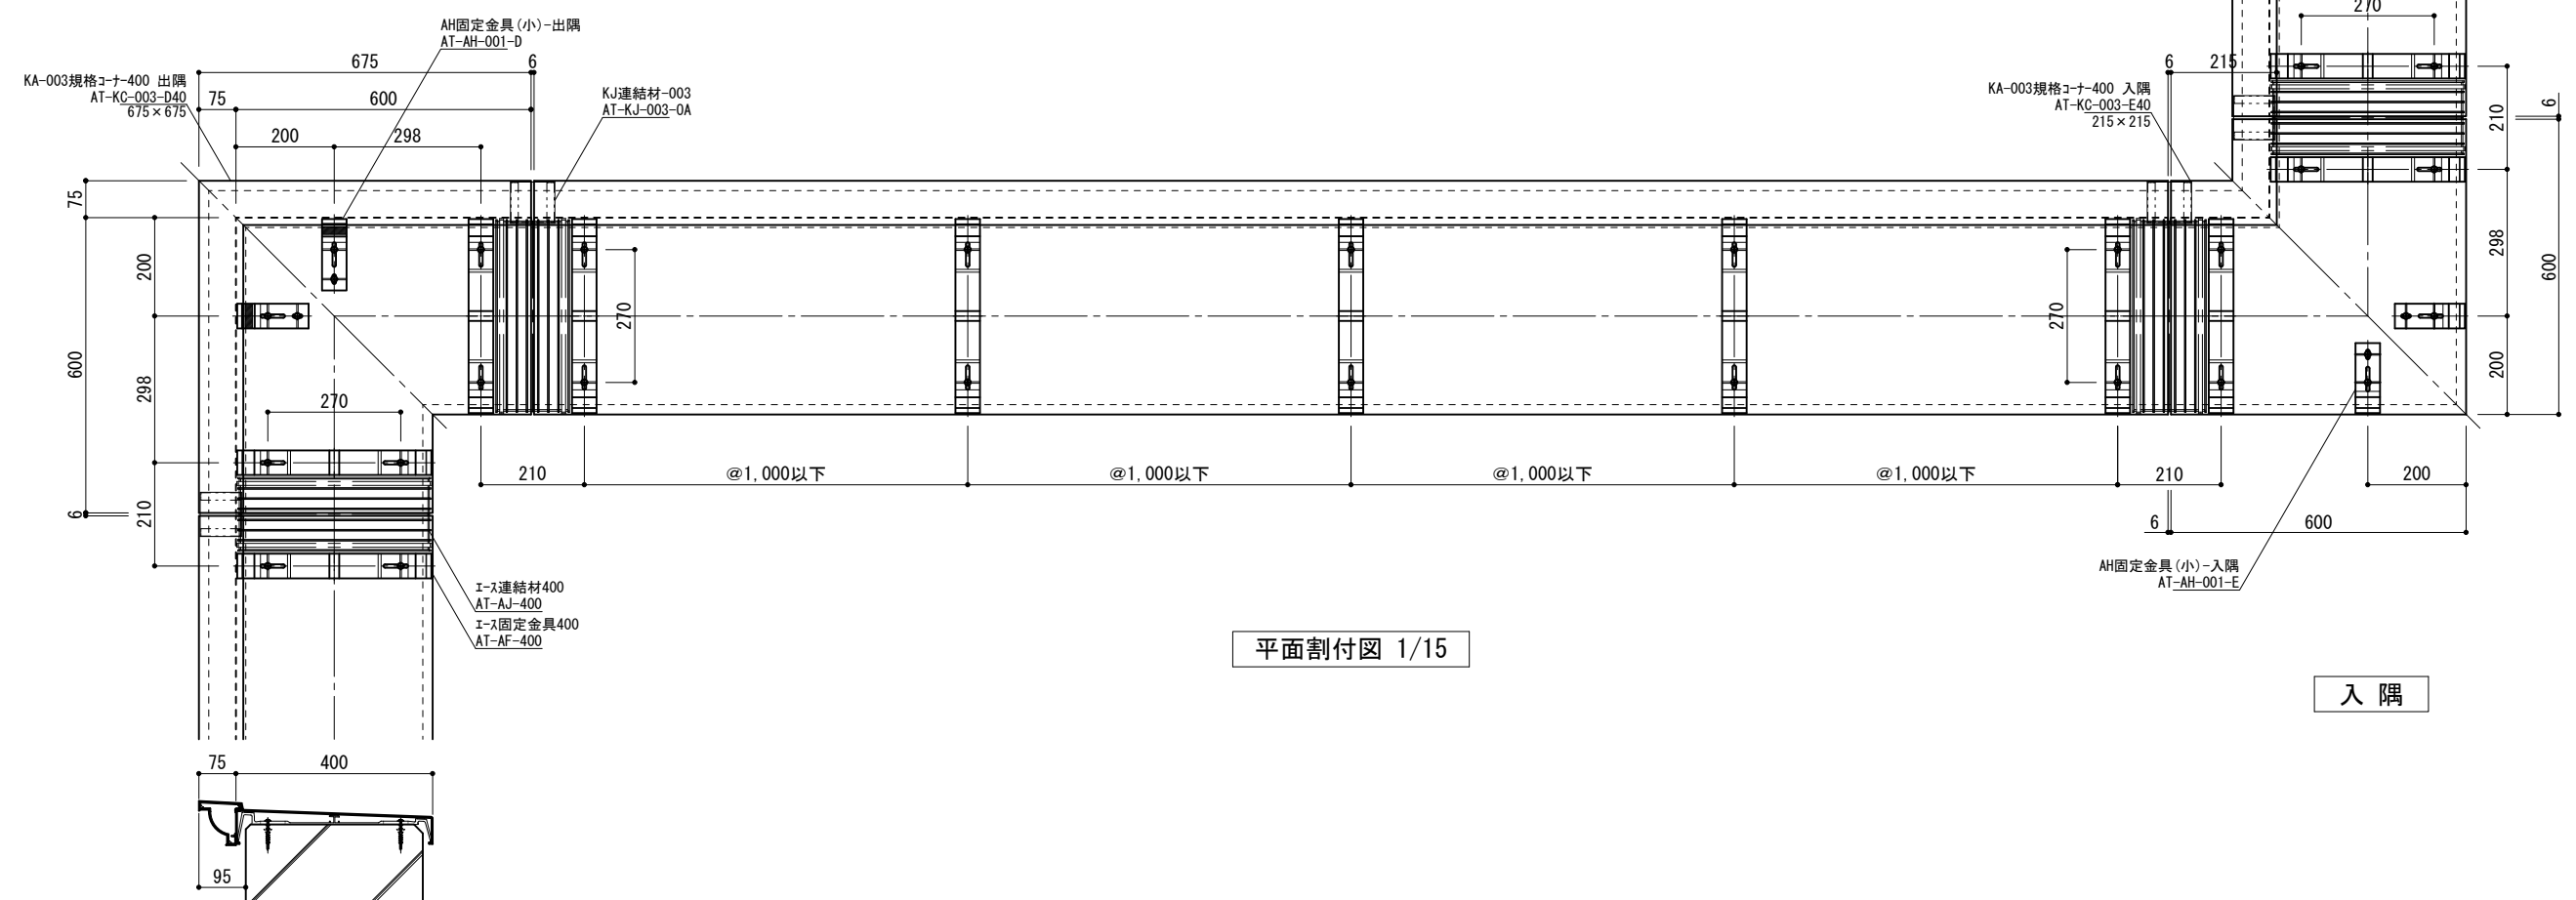 AH固定金具(小)-出隅
AT-AH-001-D
KA-003規格ｺｰﾅｰ400 出隅
AT-KC-003-D40
675×675
675
6
75
600
200
298
KJ連結材-003
AT-KJ-003-0A
KA-003規格ｺｰﾅｰ400 入隅
AT-KC-003-E40
215×215
6
215
270
6
210
298
600
200
75
200
600
298
270
6
210
270
270
210
@1,000以下
@1,000以下
@1,000以下
@1,000以下
210
200
6
600
AH固定金具(小)-入隅
AT-AH-001-E
ｴｰｽ連結材400
AT-AJ-400
ｴｰｽ固定金具400
AT-AF-400
平面割付図 1/15
入 隅
75
400
95